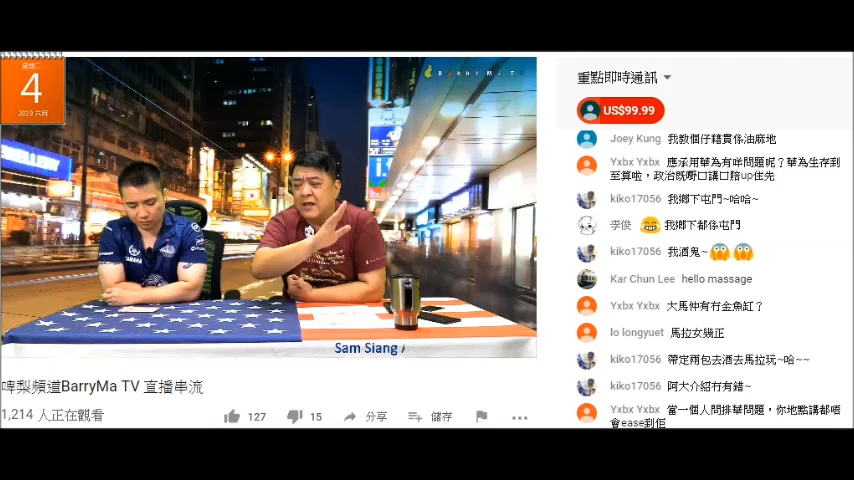 星期二
4
2019 六月
BARRY MA T
JEWELLERY
Sam Siang
啤梨頻道BarryMa TV 直播串流
1,214 人正在觀看
127
15
分享
儲存
重點即時通訊
US$99.99
Joey Kung 我教個仔籍貫係油麻地
Yxbx Yxbx 應承用華為有咩問題呢？華為生存到
至算啦，政治既嘢口講口賠up住先
kiko17056 我鄉下屯門~哈哈~
李俊 😂 我鄉下都係屯門
kiko17056 我酒鬼~😱😱
Kar Chun Lee hello massage
Yxbx Yxbx 大馬仲有冇金魚缸？
lo longyuet 馬拉女幾正
kiko17056 帶定兩包去酒去馬拉玩~哈~~
kiko17056 阿大介紹冇有錯~
Yxbx Yxbx 當一個人問排華問題，你地點講都唔
會ease到佢